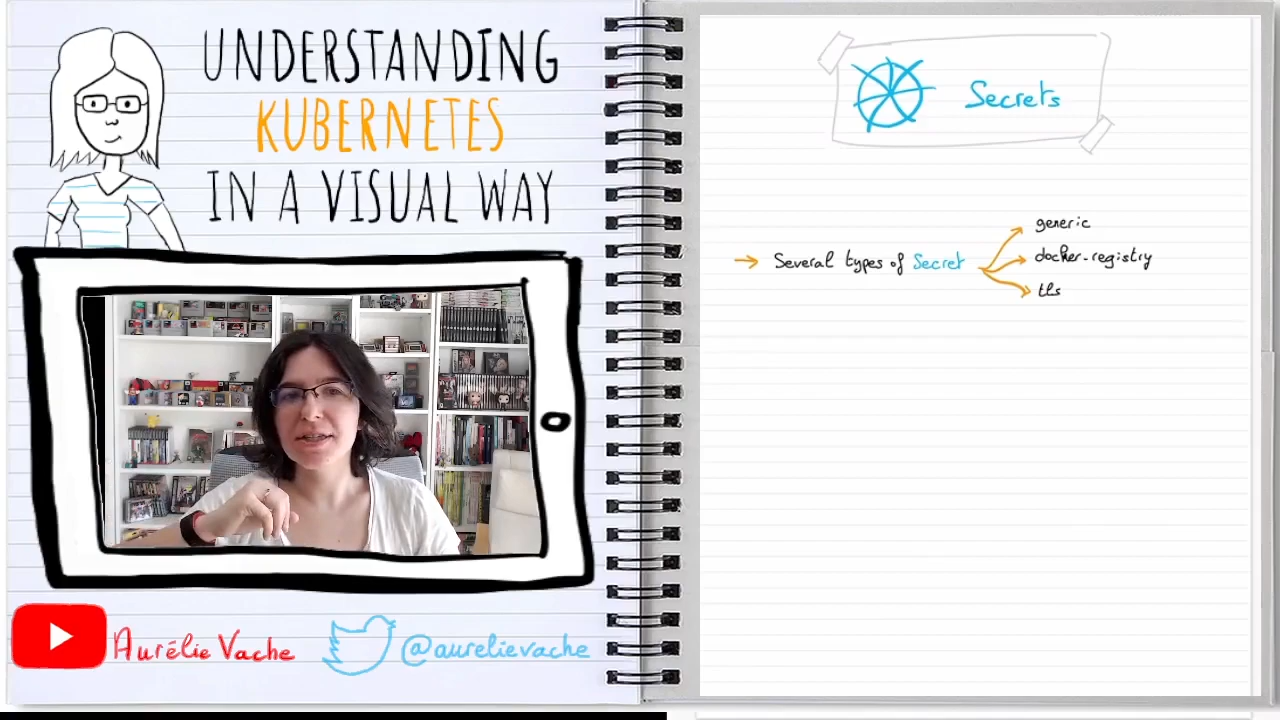 UNDERSTANDING
KUBERNETES
IN A VISUAL WAY
Aurélie Vache
@aurelievache
Secrets
→ Several types of Secret
generic
docker-registry
tls